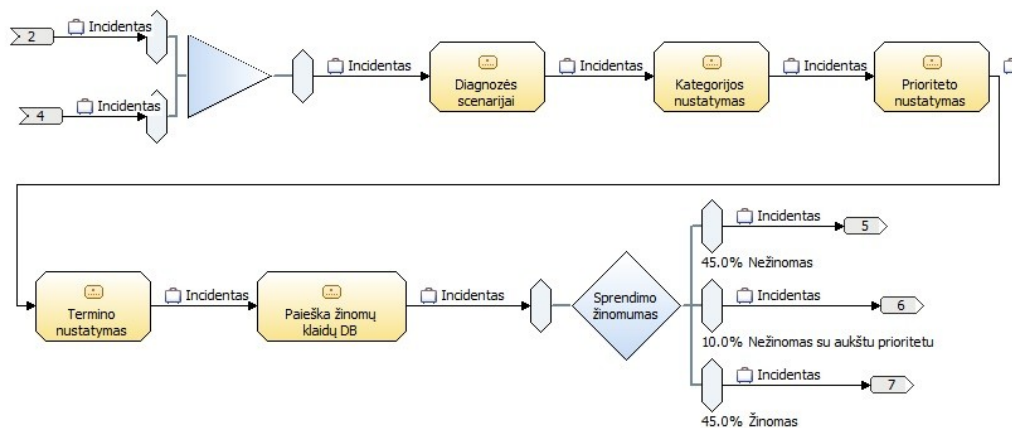 2
Incidentas
4
Incidentas
Incidentas
Diagnozės
scenarijai
Incidentas
Kategorijos
nustatymas
Incidentas
Prioriteto
nustatymas
Termino
nustatymas
Incidentas
Paieška žinomų
klaidų DB
Incidentas
Sprendimo
žinomumas
Incidentas
5
45.0% Nežinomas
Incidentas
6
10.0% Nežinomas su aukštu prioritetu
Incidentas
7
45.0% Žinomas